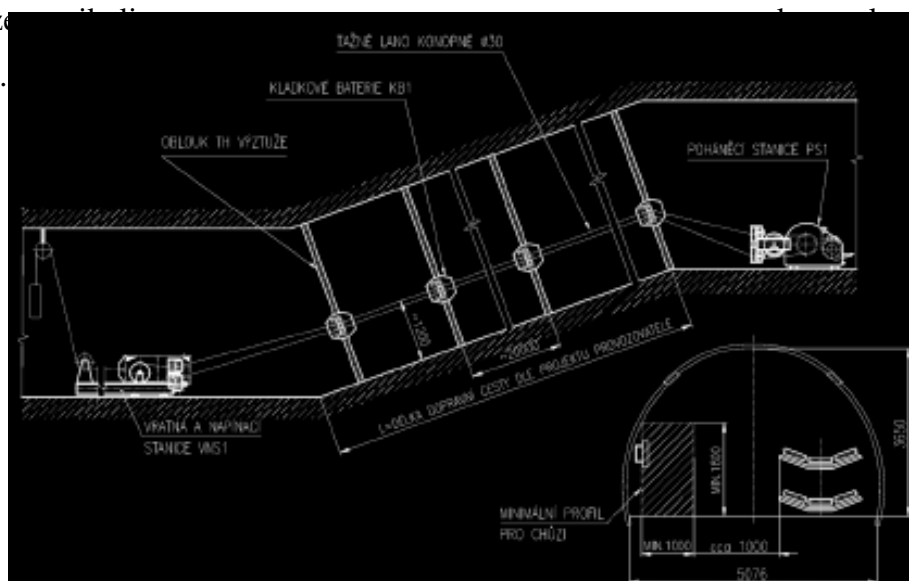 TAŽNÉ LANO KONOPNÉ ø30
KLADKOVÉ BATERIE KB1
OBLOUK TH VÝZTUŽE
POHÁNĚCÍ STANICE PS1
~1200
~20000
L=DÉLKA DOPRAVNÍ CESTY DLE PROJEKTU PROVOZOVATELE
VRATNÁ A NAPÍNACÍ
STANICE VNS1
MIN.1800
3550
MINIMÁLNÍ PROFIL
PRO CHŮZI
MIN.1000
cca 1000
5076